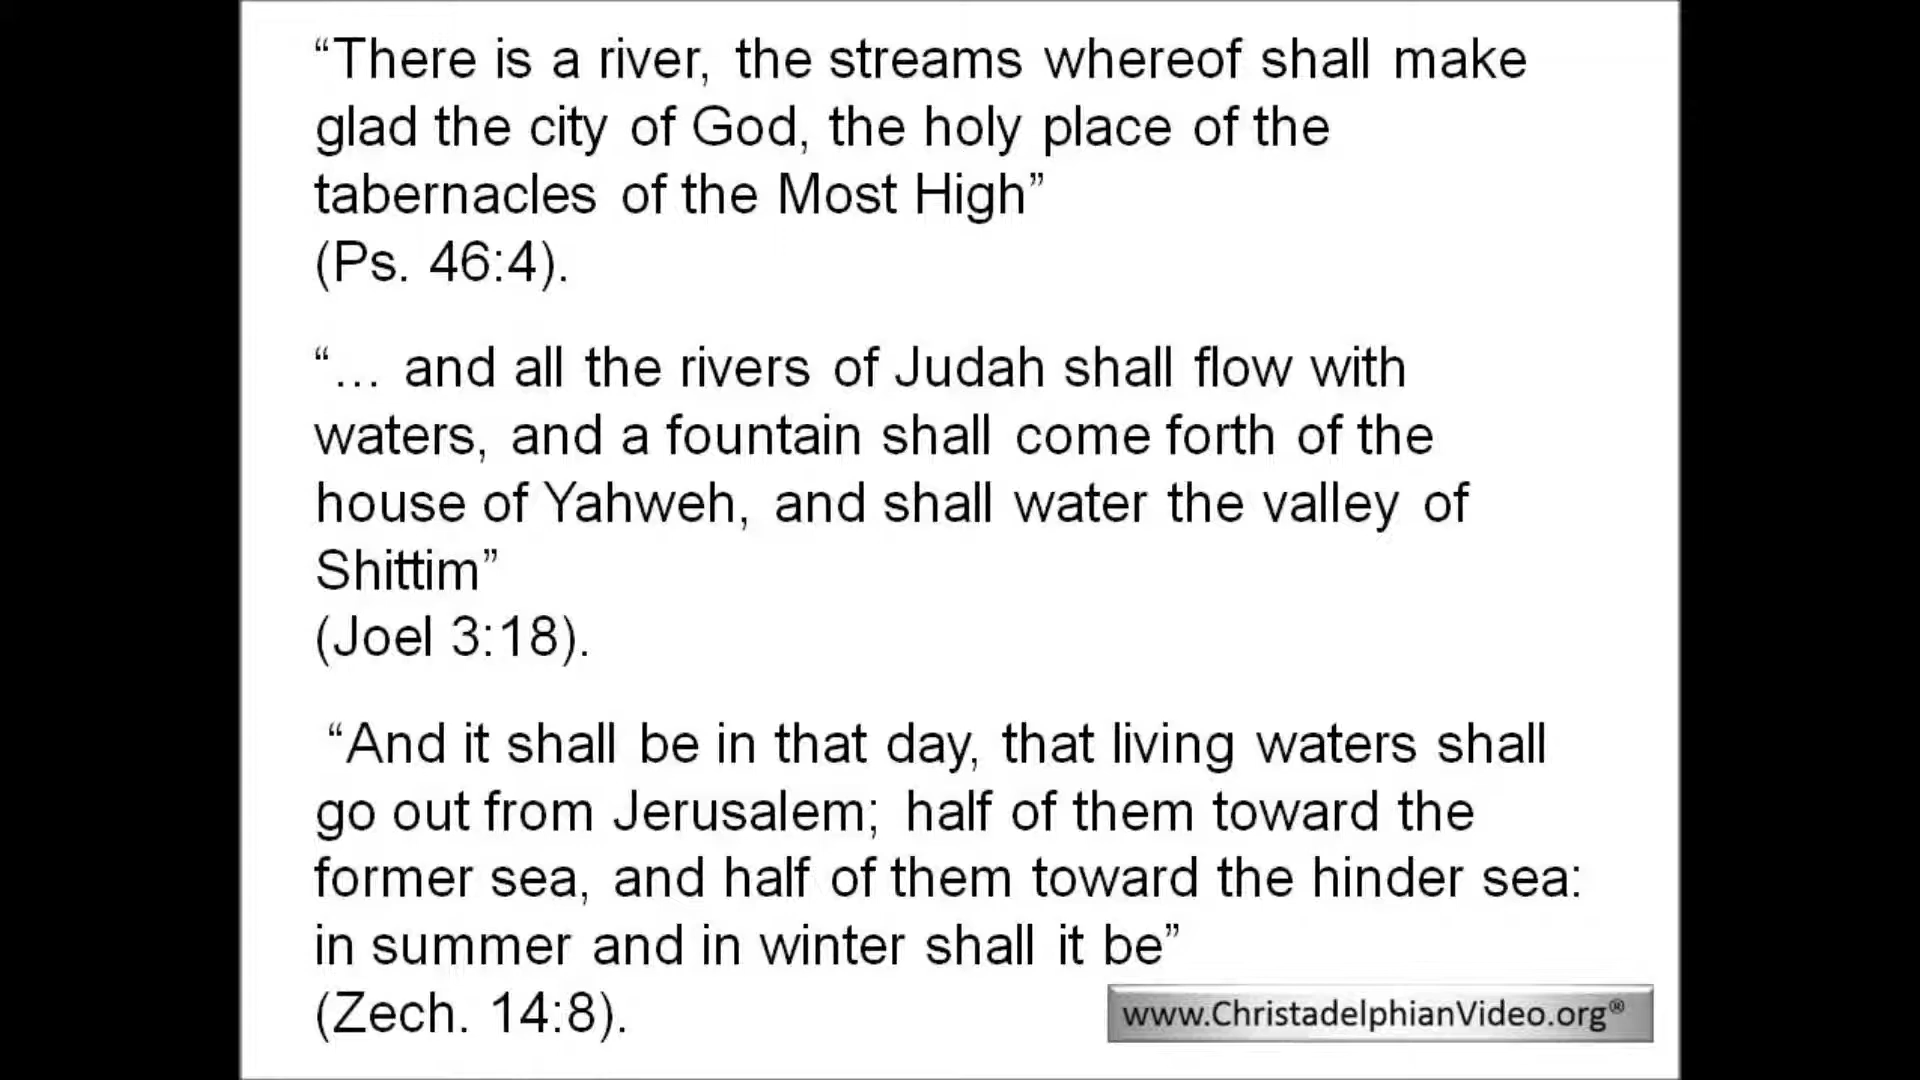 “There is a river, the streams whereof shall make
glad the city of God, the holy place of the
tabernacles of the Most High”
(Ps. 46:4).
“... and all the rivers of Judah shall flow with
waters, and a fountain shall come forth of the
house of Yahweh, and shall water the valley of
Shittim”
(Joel 3:18).
“And it shall be in that day, that living waters shall
go out from Jerusalem; half of them toward the
former sea, and half of them toward the hinder sea:
in summer and in winter shall it be”
(Zech. 14:8).
www.ChristadelphianVideo.org®